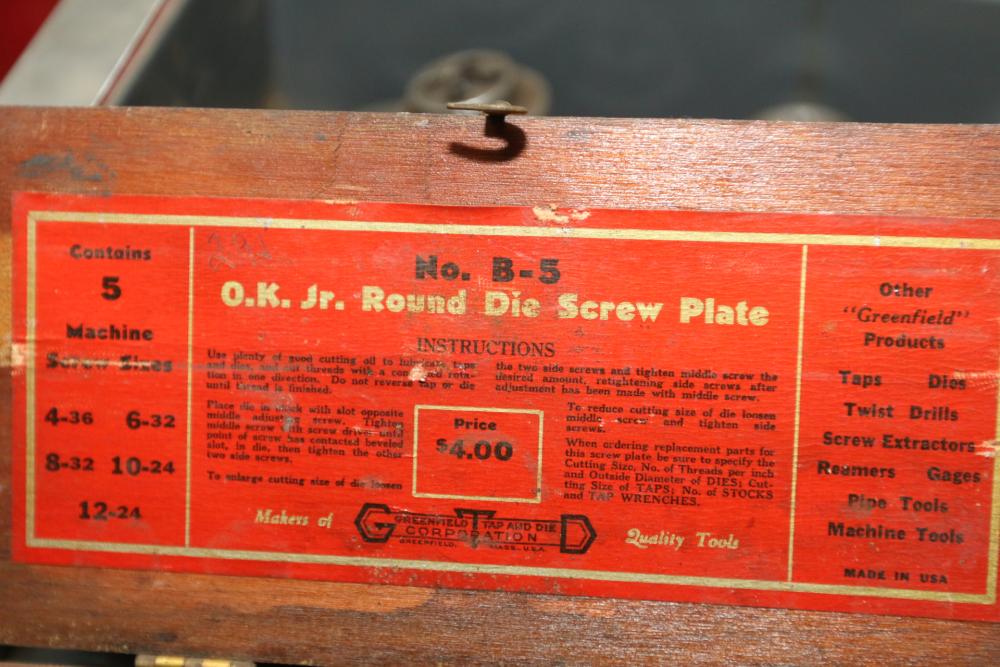 Contains
5
Machine
Screw Sizes
4-36 6-32
8-32 10-24
12-24
No. B-5
O.K. Jr. Round Die Screw Plate
INSTRUCTIONS
Use plenty of good cutting oil to lubricate taps
and dies, and cut threads with a rota-
tion in one direction. Do not reverse tap or die
until thread is finished.
Place die in stock with slot opposite
middle adjusting screw. Tighten
middle screw with screw driver until
point of screw has contacted beveled
slot, in die, then tighten the other
two side screws.
To enlarge cutting size of die loosen
the two side screws and tighten middle screw the
desired amount, retightening side screws after
adjustment has been made with middle screw.
To reduce cutting size of die loosen
middle screw and tighten side
screws.
When ordering replacement parts for
this screw plate be sure to specify the
Cutting Size, No. of Threads per inch
and Outside Diameter of DIES; Cut-
ting Size of TAPS; No. of STOCKS
and TAP WRENCHES.
Price
$4.00
Makers of
GTD
GREENFIELD TAP AND DIE
CORPORATION
GREENFIELD, MASS., U.S.A.
Quality Tools
Other
"Greenfield"
Products
Taps Dies
Twist Drills
Screw Extractors
Reamers Gages
Pipe Tools
Machine Tools
MADE IN USA